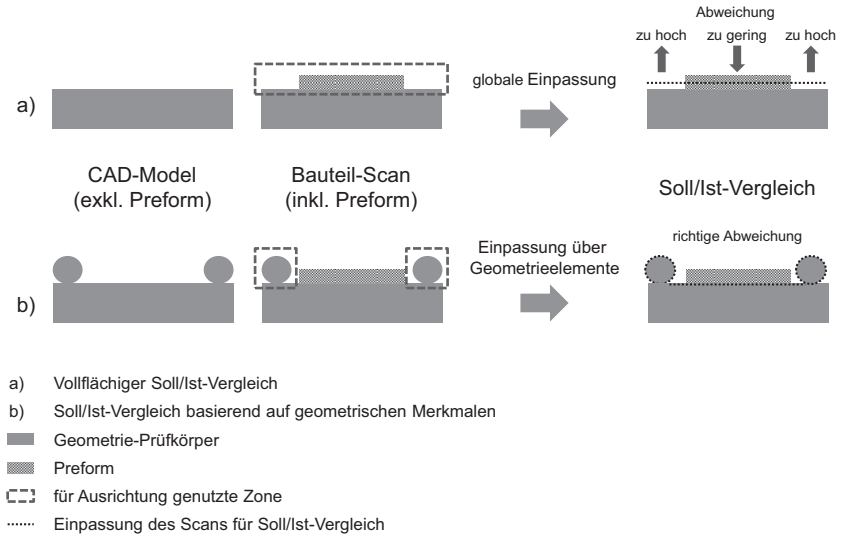 Abweichung
zu hoch zu gering zu hoch
globale Einpassung
a)
CAD-Model
(exkl. Preform)
Bauteil-Scan
(inkl. Preform)
Soll/Ist-Vergleich
Einpassung über
Geometrieelemente
richtige Abweichung
b)
a) Vollflächiger Soll/Ist-Vergleich
b) Soll/Ist-Vergleich basierend auf geometrischen Merkmalen
Geometrie-Prüfkörper
Preform
für Ausrichtung genutzte Zone
Einpassung des Scans für Soll/Ist-Vergleich